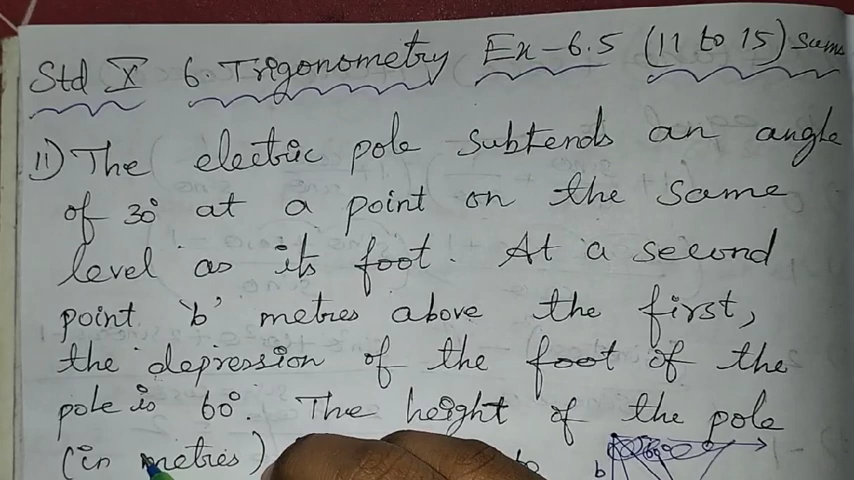 Std X 6. Trigonometry Ex-6.5 (11 to 15) sums
11) The electric pole subtends an angle
of 30° at a point on the same
level as its foot. At a second
point 'b' metres above the first,
the depression of the foot of the
pole is 60°. The height of the pole
(in metres) to
b 60°